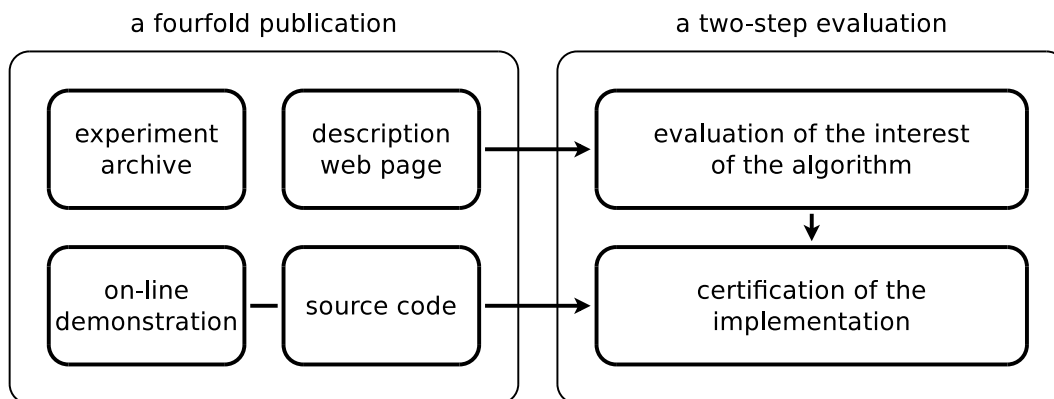 a fourfold publication
a two-step evaluation
experiment
archive
description
web page
evaluation of the interest
of the algorithm
on-line
demonstration
source code
certification of the
implementation